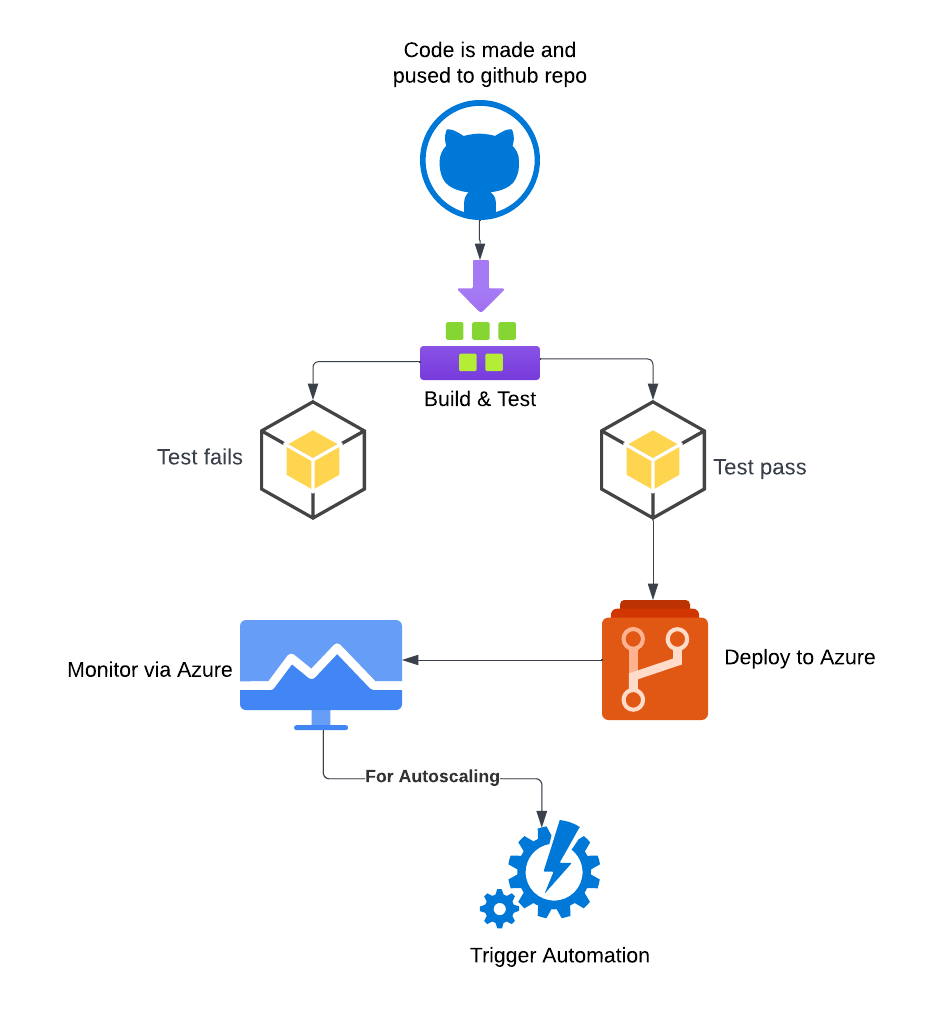 Code is made and
pused to github repo
Build & Test
Test fails
Test pass
Deploy to Azure
Monitor via Azure
For Autoscaling
Trigger Automation